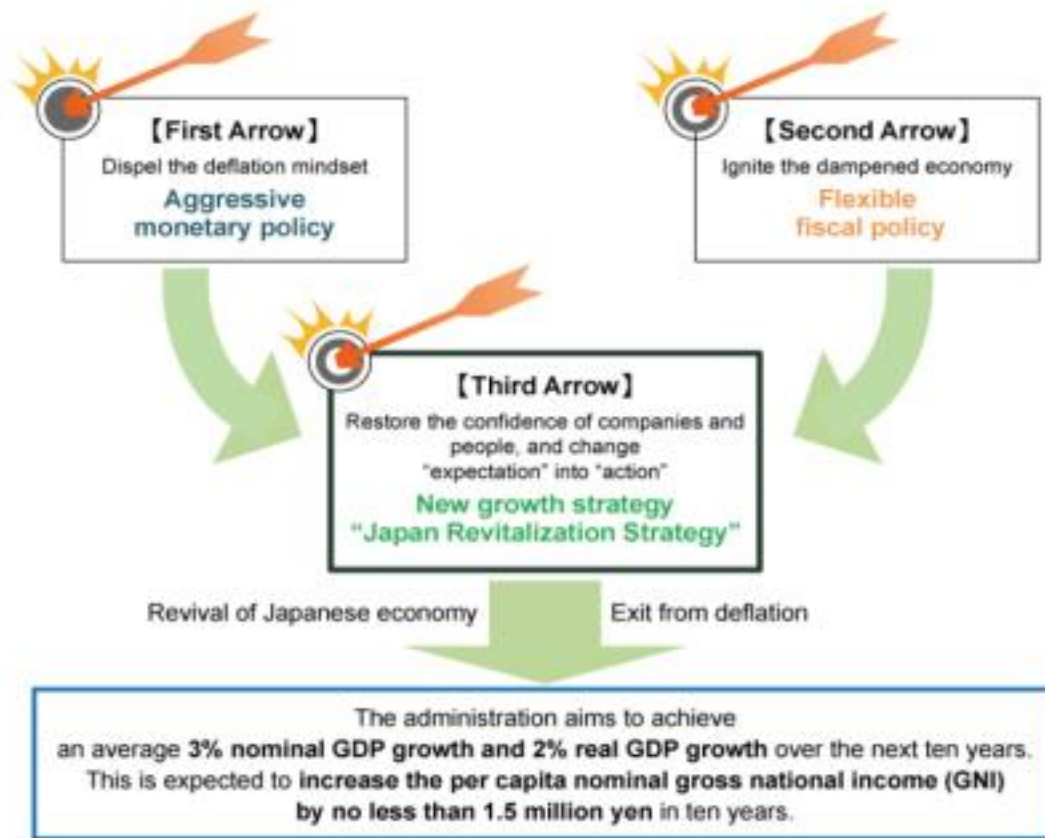 【First Arrow】
Dispel the deflation mindset
Aggressive
monetary policy
【Second Arrow】
Ignite the dampened economy
Flexible
fiscal policy
【Third Arrow】
Restore the confidence of companies and
people, and change
“expectation” into “action”
New growth strategy
“Japan Revitalization Strategy”
Revival of Japanese economy
Exit from deflation
The administration aims to achieve
an average 3% nominal GDP growth and 2% real GDP growth over the next ten years.
This is expected to increase the per capita nominal gross national income (GNI)
by no less than 1.5 million yen in ten years.